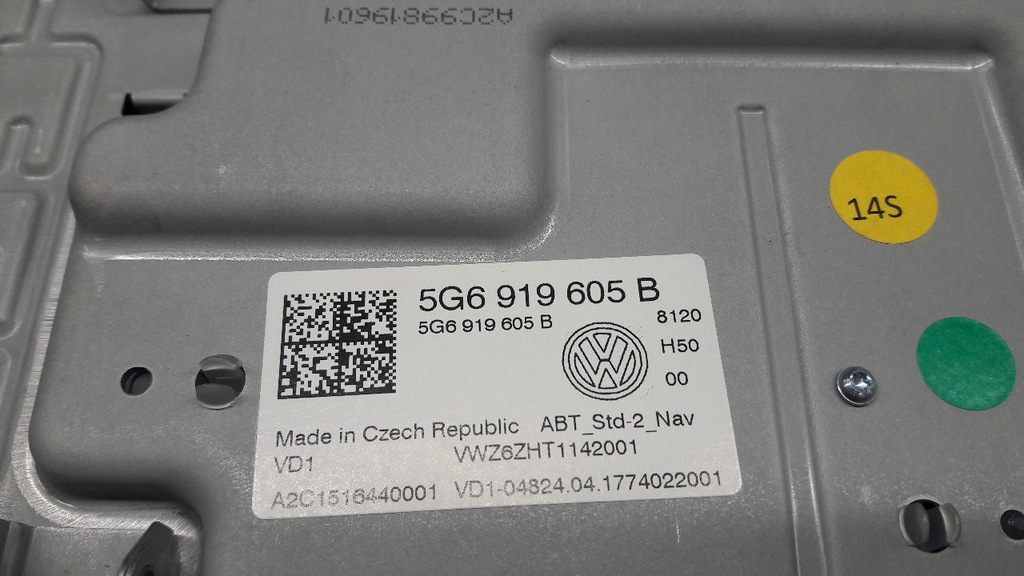 A2C99819601
14S
5G6 919 605 B
5G6 919 605 B
8120
H50
00
Made in Czech Republic ABT_Std-2_Nav
VD1 VWZ6ZHT1142001
A2C1516440001 VD1-04824.04.1774022001